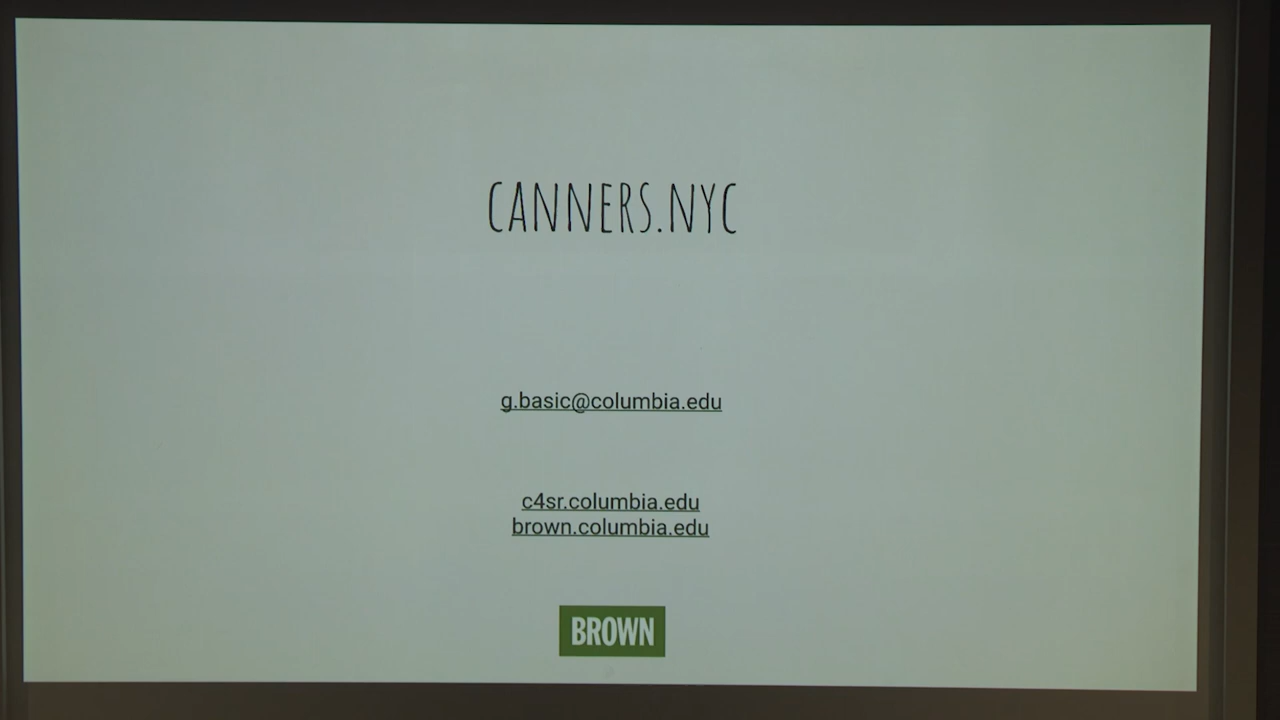 CANNERS.NYC
g.basic@columbia.edu
c4sr.columbia.edu
brown.columbia.edu
BROWN